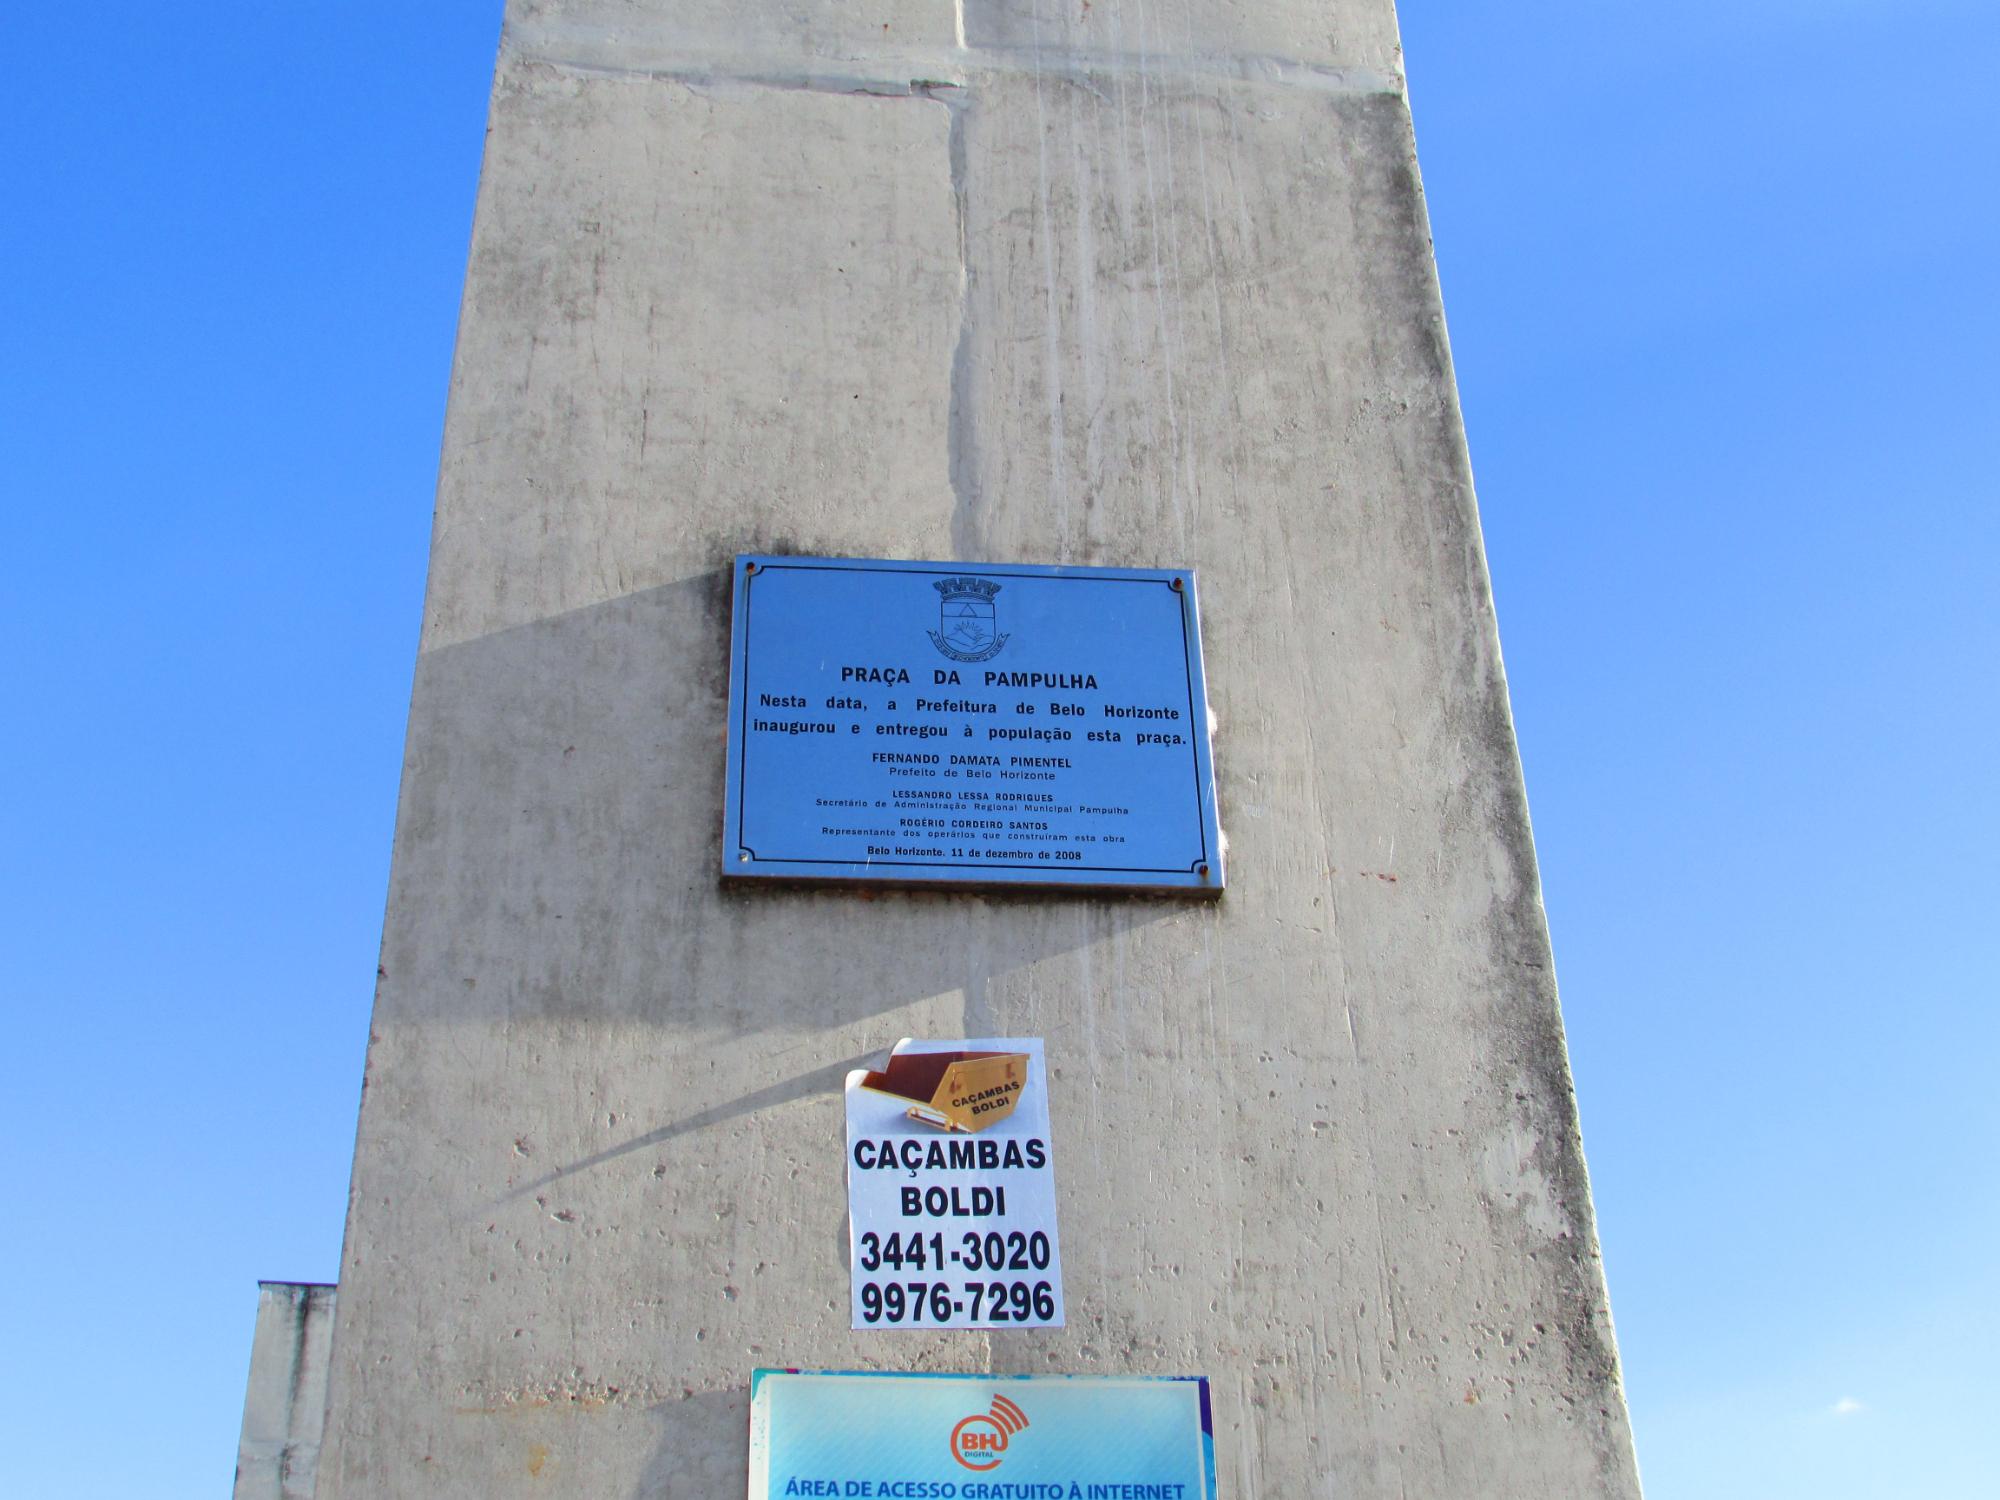 PRAÇA DA PAMPULHA
Nesta data, a Prefeitura de Belo Horizonte
inaugurou e entregou à população esta praça.
FERNANDO DAMATA PIMENTEL
Prefeito de Belo Horizonte
LESSANDRO LESSA RODRIGUES
Secretário de Administração Regional Municipal Pampulha
ROGÉRIO CORDEIRO SANTOS
Representante dos operários que construíram esta obra
Belo Horizonte, 11 de dezembro de 2008
CAÇAMBAS
BOLDI
CAÇAMBAS
BOLDI
3441-3020
9976-7296
BH
DIGITAL
ÁREA DE ACESSO GRATUITO À INTERNET